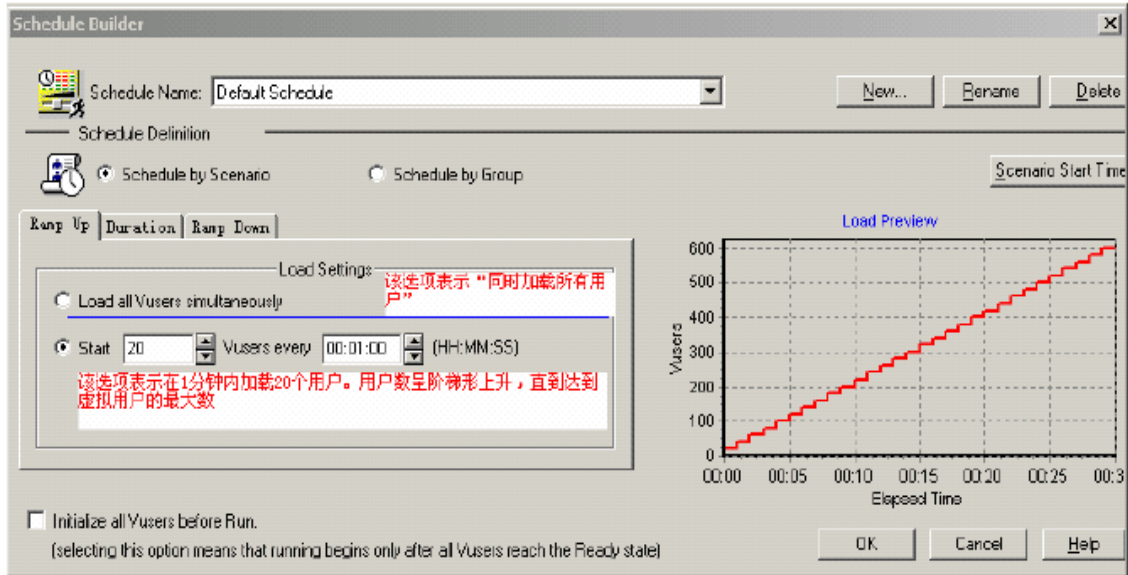 Schedule Builder
Schedule Name: Default Schedule
New... Rename Delete
Schedule Definition
Schedule by Scenario Schedule by Group
Scenario Start Time
Ramp Up Duration Ramp Down
Load Settings
该选项表示“同时加载所有用
户”
Load all Vusers simultaneously
Start 20 Vusers every 00:01:00 (HH:MM:SS)
该选项表示在1分钟内加载20个用户。用户数呈阶梯形上升，直到达到
虚拟用户的最大数
Load Preview
600
500
400
300
200
100
0
Vusers
00:00 00:05 00:10 00:15 00:20 00:25 00:3
Elapsed Time
Initialize all Vusers before Run.
(selecting this option means that running begins only after all Vusers reach the Ready state)
OK Cancel Help